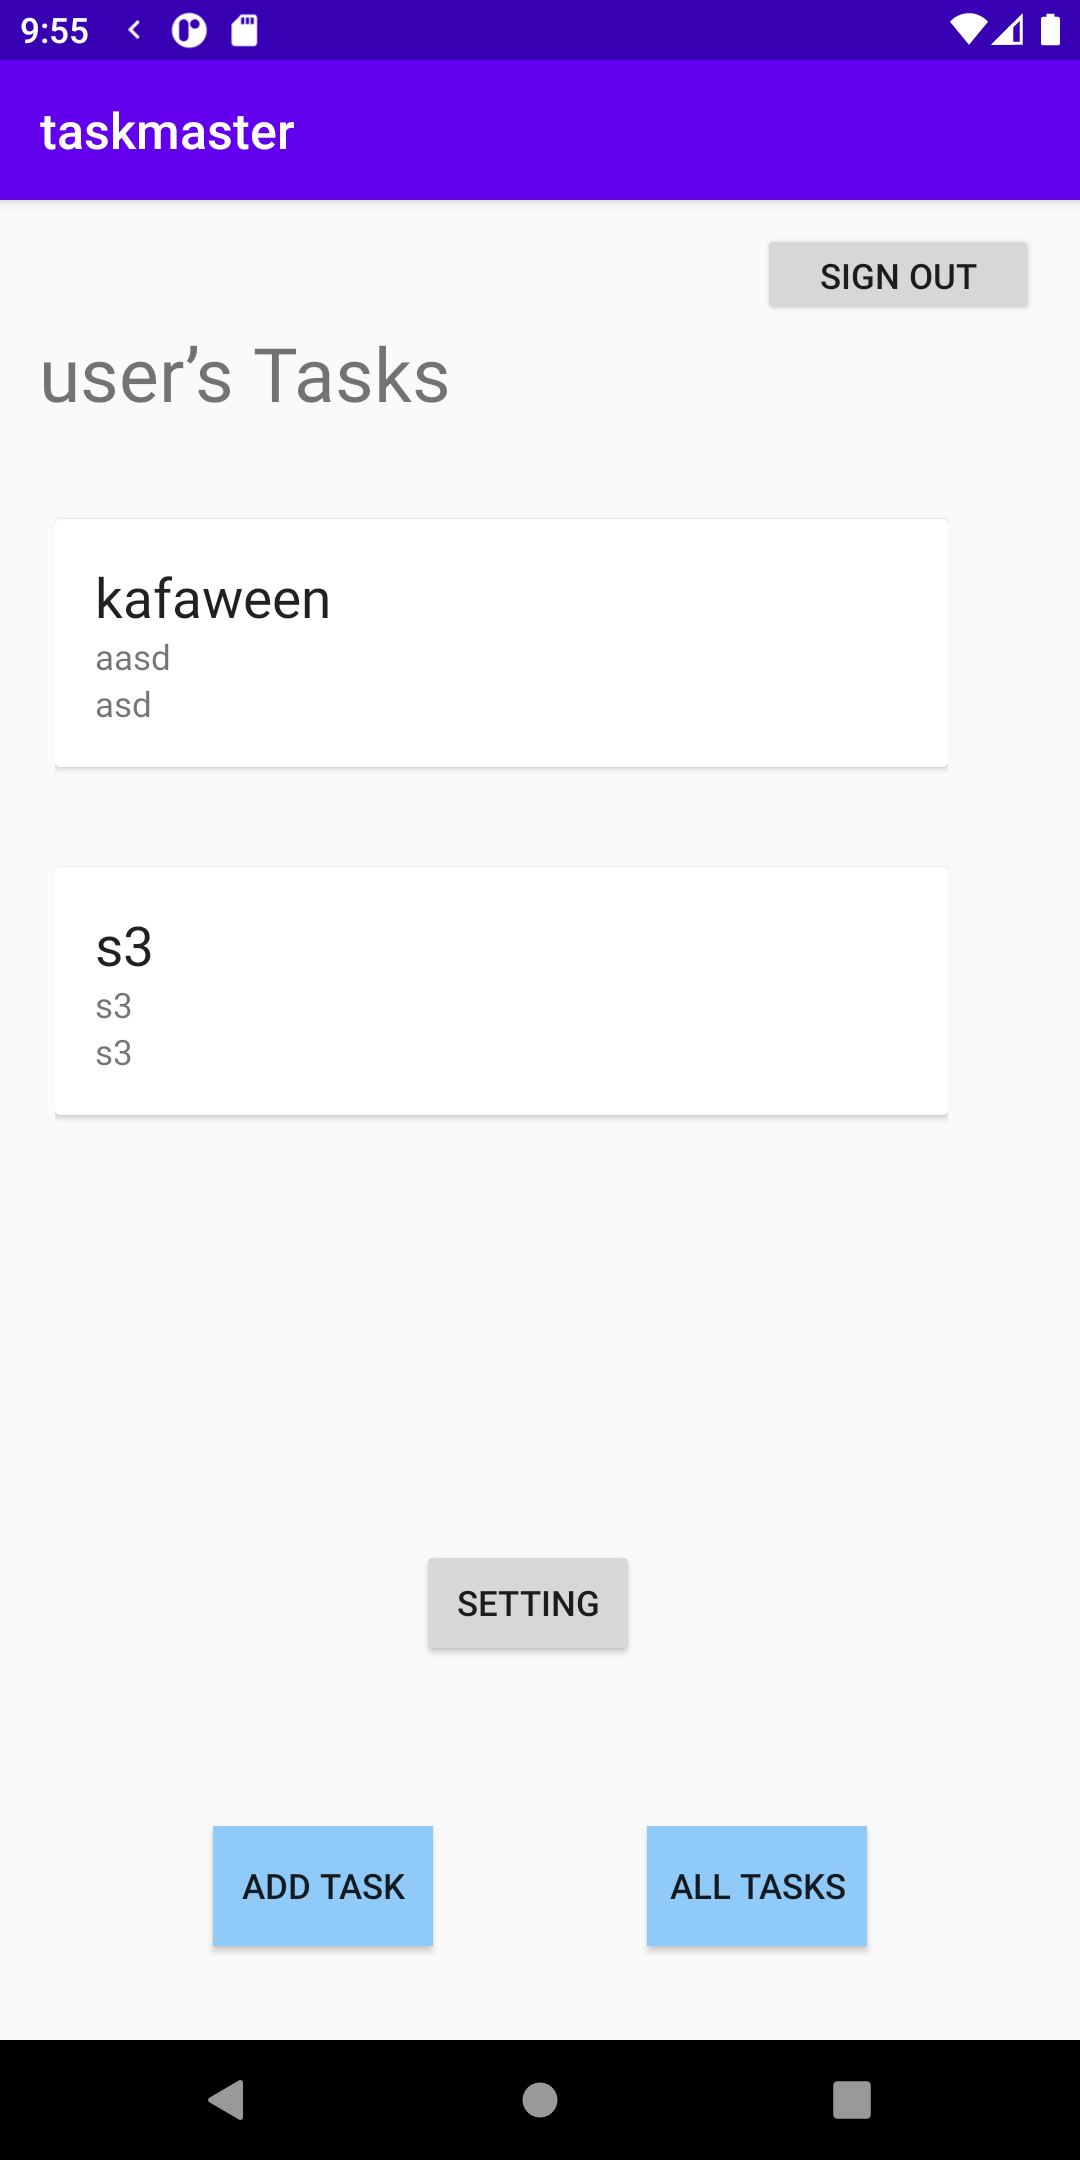 9:55
taskmaster
SIGN OUT
user’s Tasks
kafaween
aasd
asd
s3
s3
s3
SETTING
ADD TASK
ALL TASKS